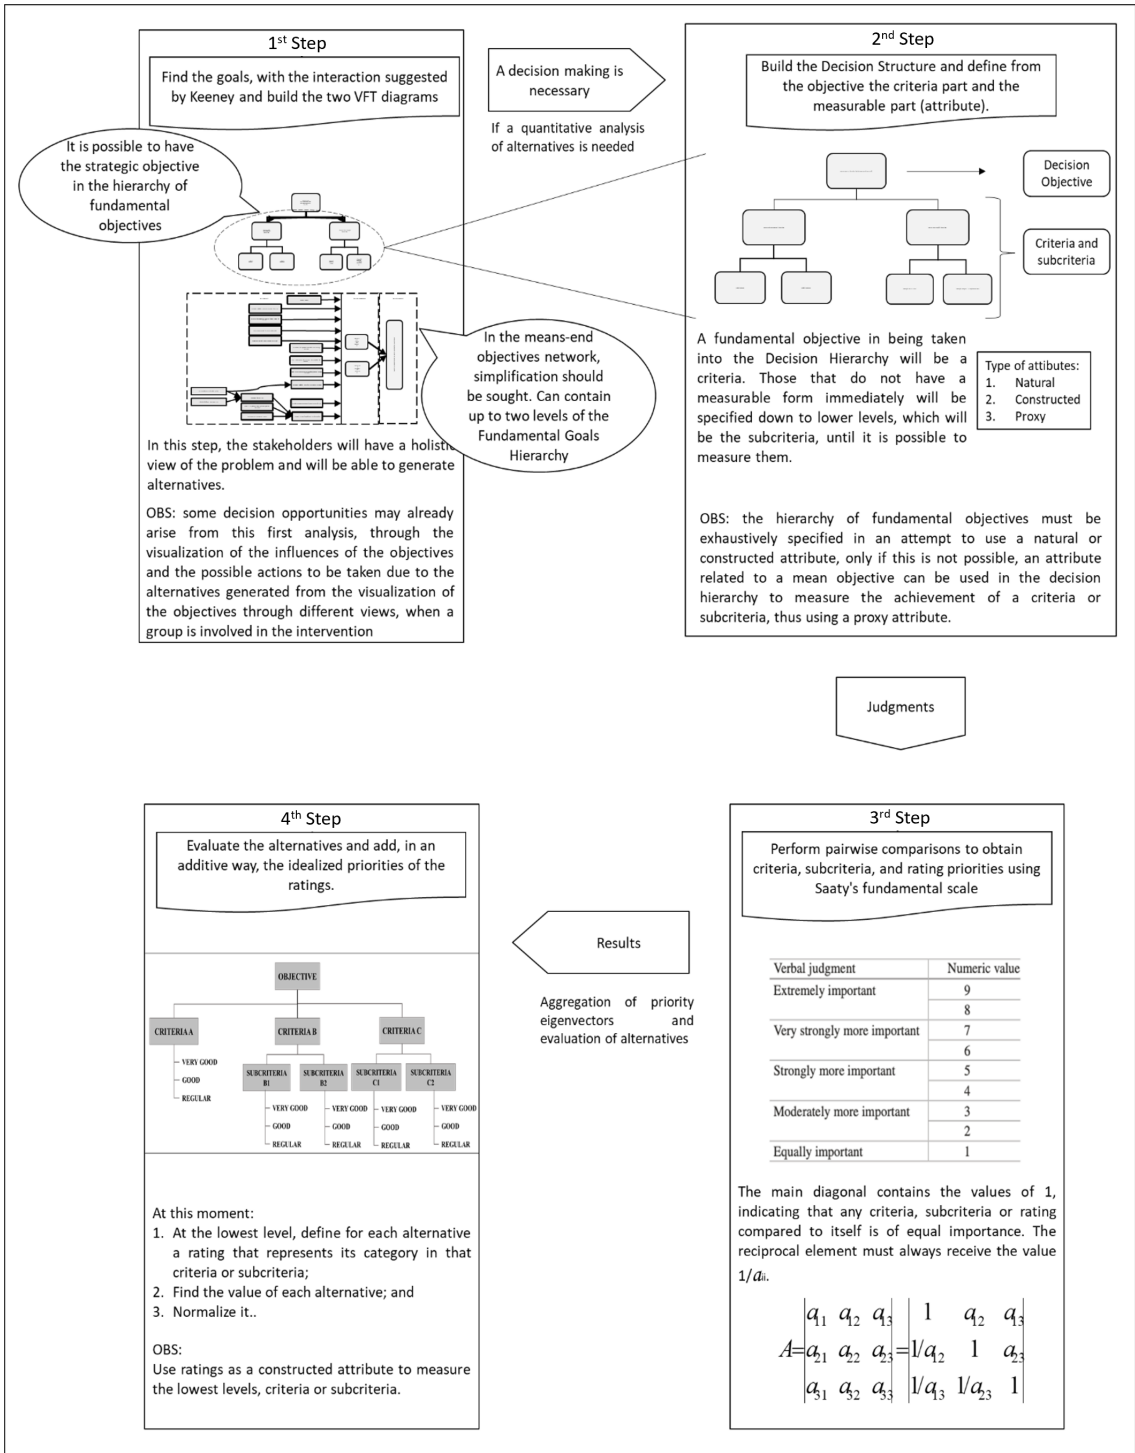 1st Step
Find the goals, with the interaction suggested
by Keeney and build the two VFT diagrams
It is possible to have
the strategic objective
in the hierarchy of
fundamental
objectives
In the means-end
objectives network,
simplification should
be sought. Can contain
up to two levels of the
Fundamental Goals
Hierarchy
In this step, the stakeholders will have a holistic
view of the problem and will be able to generate
alternatives.
OBS: some decision opportunities may already
arise from this first analysis, through the
visualization of the influences of the objectives
and the possible actions to be taken due to the
alternatives generated from the visualization of
the objectives through different views, when a
group is involved in the intervention
A decision making is
necessary
If a quantitative analysis
of alternatives is needed
2nd Step
Build the Decision Structure and define from
the objective the criteria part and the
measurable part (attribute).
Decision
Objective
Criteria and
subcriteria
A fundamental objective in being taken
into the Decision Hierarchy will be a
criteria. Those that do not have a
measurable form immediately will be
specified down to lower levels, which will
be the subcriteria, until it is possible to
measure them.
Type of attibutes:
1. Natural
2. Constructed
3. Proxy
OBS: the hierarchy of fundamental objectives must be
exhaustively specified in an attempt to use a natural or
constructed attribute, only if this is not possible, an attribute
related to a mean objective can be used in the decision
hierarchy to measure the achievement of a criteria or
subcriteria, thus using a proxy attribute.
Judgments
3rd Step
Perform pairwise comparisons to obtain
criteria, subcriteria, and rating priorities using
Saaty's fundamental scale
Verbal judgment Numeric value
Extremely important 9
8
Very strongly more important 7
6
Strongly more important 5
4
Moderately more important 3
2
Equally important 1
The main diagonal contains the values of 1,
indicating that any criteria, subcriteria or rating
compared to itself is of equal importance. The
reciprocal element must always receive the value
1/aii.
|a11 a12 a13| |1 a12 a13|
A=|a21 a22 a23|=|1/a12 1 a23|
|a31 a32 a33| |1/a13 1/a23 1|
Results
Aggregation of priority
eigenvectors and
evaluation of alternatives
4th Step
Evaluate the alternatives and add, in an
additive way, the idealized priorities of the
ratings.
OBJECTIVE
CRITERIA A CRITERIA B CRITERIA C
VERY GOOD
GOOD
REGULAR
SUBCRITERIA SUBCRITERIA SUBCRITERIA SUBCRITERIA
B1 B2 C1 C2
VERY GOOD VERY GOOD VERY GOOD VERY GOOD
GOOD GOOD GOOD GOOD
REGULAR REGULAR REGULAR REGULAR
At this moment:
1. At the lowest level, define for each alternative
a rating that represents its category in that
criteria or subcriteria;
2. Find the value of each alternative; and
3. Normalize it..
OBS:
Use ratings as a constructed attribute to measure
the lowest levels, criteria or subcriteria.